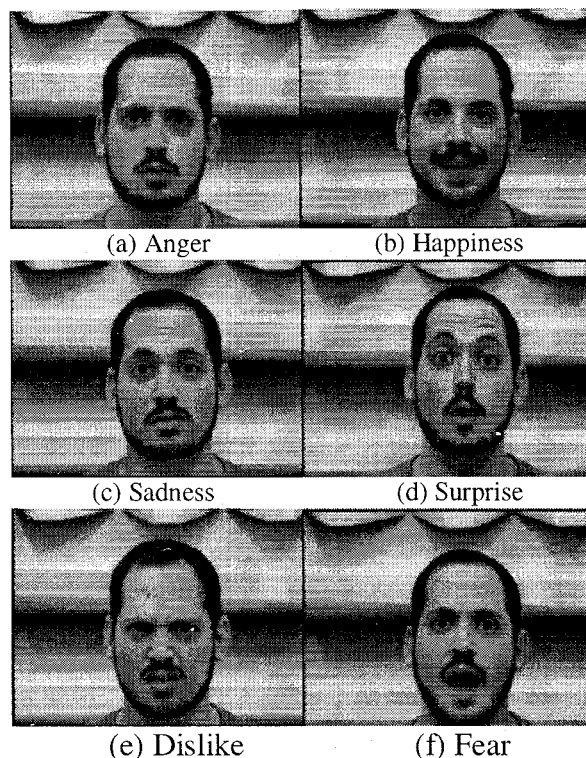 (a) Anger
(b) Happiness
(c) Sadness
(d) Surprise
(e) Dislike
(f) Fear